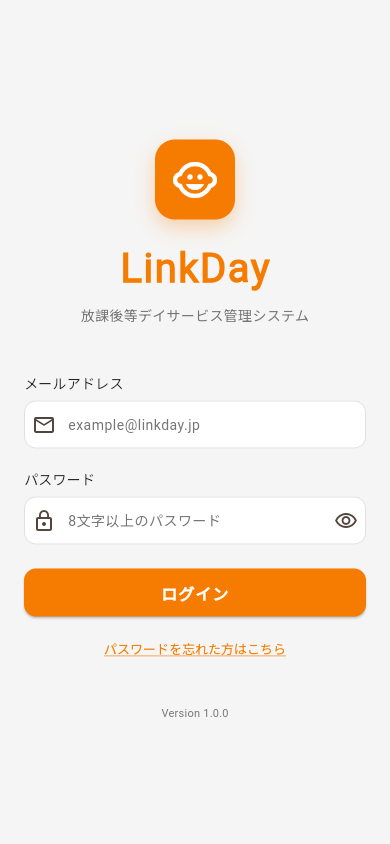 LinkDay
放課後等デイサービス管理システム
メールアドレス
example@linkday.jp
パスワード
8文字以上のパスワード
ログイン
パスワードを忘れた方はこちら
Version 1.0.0